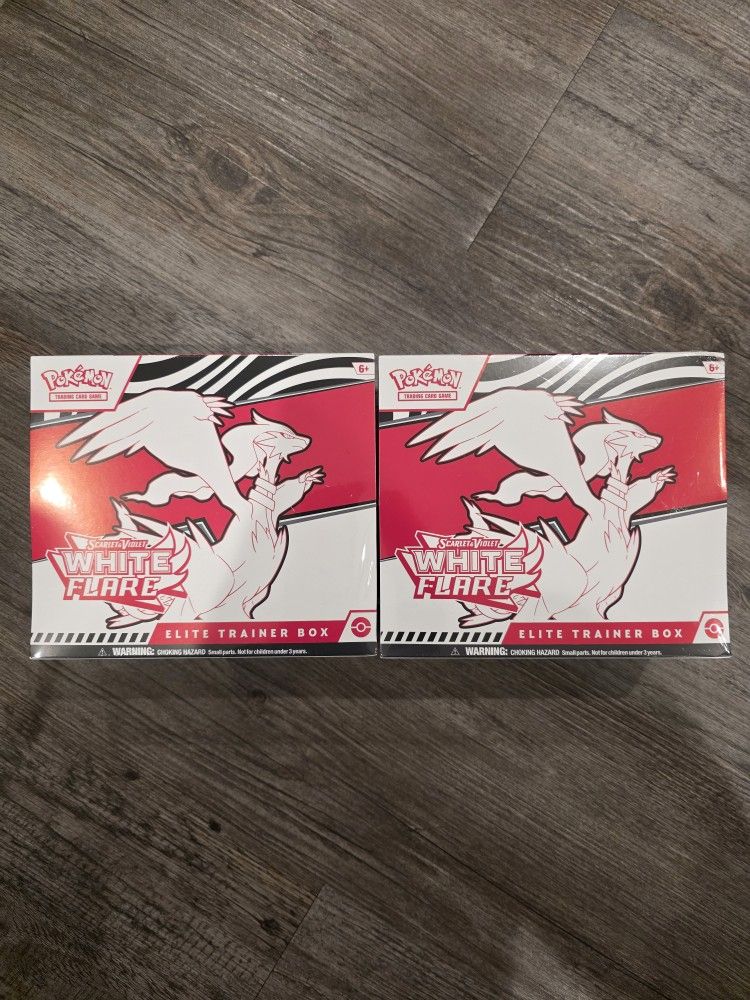 Pokémon
TRADING CARD GAME
6+
SCARLET & VIOLET
WHITE
FLARE
ELITE TRAINER BOX
WARNING: CHOKING HAZARD Small parts. Not for children under 3 years.
Pokémon
TRADING CARD GAME
6+
SCARLET & VIOLET
WHITE
FLARE
ELITE TRAINER BOX
WARNING: CHOKING HAZARD Small parts. Not for children under 3 years.